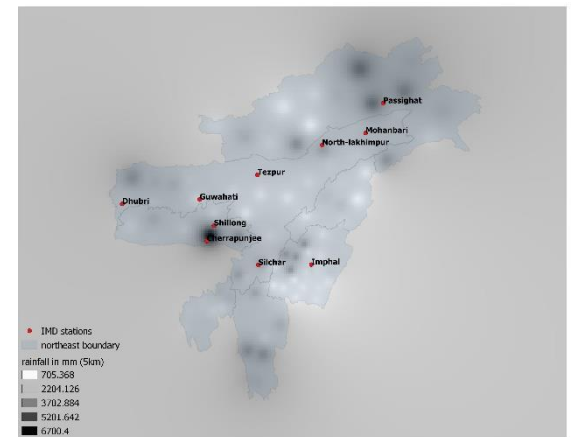 Passighat
Mohanbari
North-lakhimpur
Tezpur
Guwahati
Dhubri
Shillong
Cherrapunjee
Silchar
Imphal
IMD stations
northeast boundary
rainfall in mm (5km)
705.368
2204.126
3702.884
5201.642
6700.4